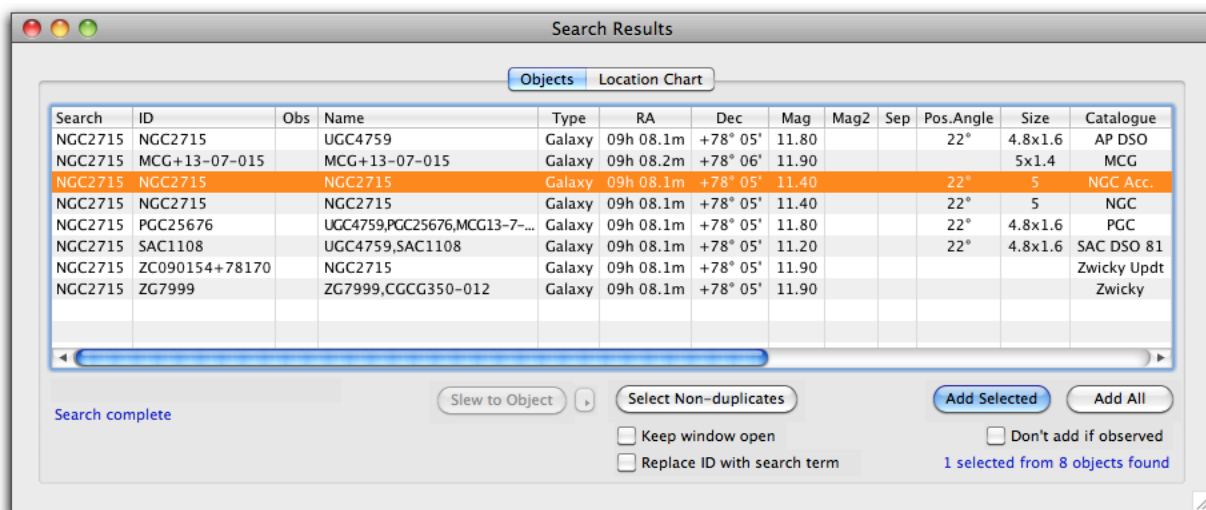 Search Results
Objects Location Chart
Search ID Obs Name Type RA Dec Mag Mag2 Sep Pos.Angle Size Catalogue
NGC2715 NGC2715 UGC4759 Galaxy 09h 08.1m +78° 05' 11.80 22° 4.8x1.6 AP DSO
NGC2715 MCG+13-07-015 MCG+13-07-015 Galaxy 09h 08.2m +78° 06' 11.90 5x1.4 MCG
NGC2715 NGC2715 NGC2715 Galaxy 09h 08.1m +78° 05' 11.40 22° 5 NGC Acc.
NGC2715 NGC2715 NGC2715 Galaxy 09h 08.1m +78° 05' 11.40 22° 5 NGC
NGC2715 PGC25676 UGC4759,PGC25676,MCG13-7-... Galaxy 09h 08.1m +78° 05' 11.80 22° 4.8x1.6 PGC
NGC2715 SAC1108 UGC4759,SAC1108 Galaxy 09h 08.1m +78° 05' 11.20 22° 4.8x1.6 SAC DSO 81
NGC2715 ZC090154+78170 NGC2715 Galaxy 09h 08.1m +78° 05' 11.90 Zwicky Updt
NGC2715 ZG7999 ZG7999,CGCG350-012 Galaxy 09h 08.1m +78° 05' 11.90 Zwicky
Slew to Object Select Non-duplicates Add Selected Add All
Search complete
Keep window open Don't add if observed
Replace ID with search term 1 selected from 8 objects found